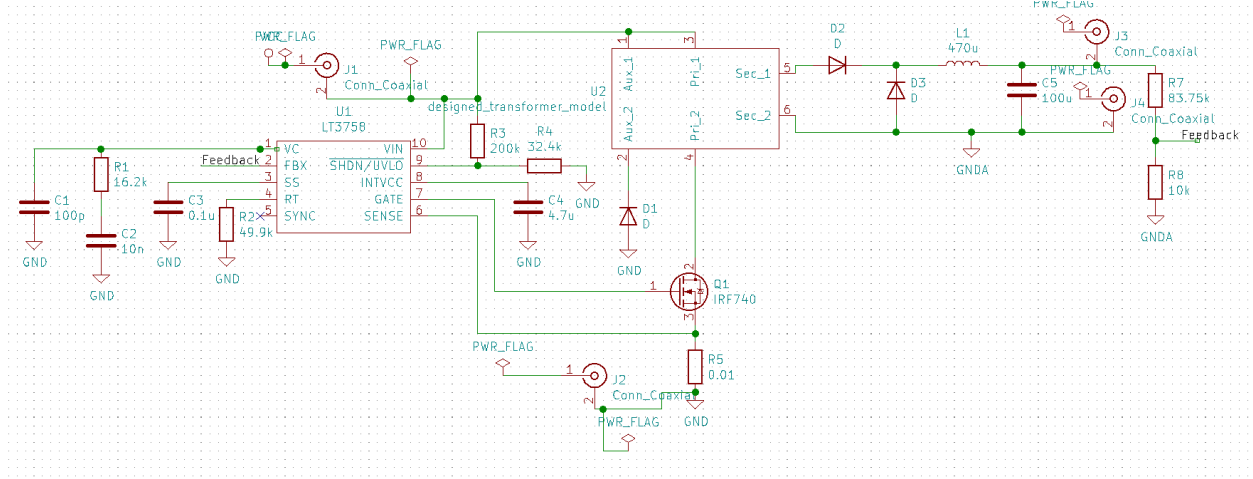 PWR_FLAG
1
J1
Conn_Coaxial
2
PWR_FLAG
U1
LT3758
1 VC
VIN 10
Feedback 2 FBX
SHDN/UVLO 9
3 SS
INTVCC 8
4 RT
GATE 7
5 SYNC
SENSE 6
C1
100p
GND
R1
16.2k
C2
10n
GND
C3
0.1u
GND
R2
49.9k
GND
R3
200k
R4
32.4k
GND
C4
4.7u
GND
U2
designed_transformer_model
1 Aux_1
3 Pri_1
Sec_1 5
Sec_2 6
2 Aux_2
4 Pri_2
D1
D
GND
1
2
3
Q1
IRF740
R5
0.01
GND
PWR_FLAG
1
J2
Conn_Coaxial
2
PWR_FLAG
D2
D
D3
D
L1
470u
GNDA
C5
100u
PWR_FLAG
1
J3
Conn_Coaxial
2
PWR_FLAG
1
J4
Conn_Coaxial
2
R7
83.75k
Feedback
R8
10k
GNDA